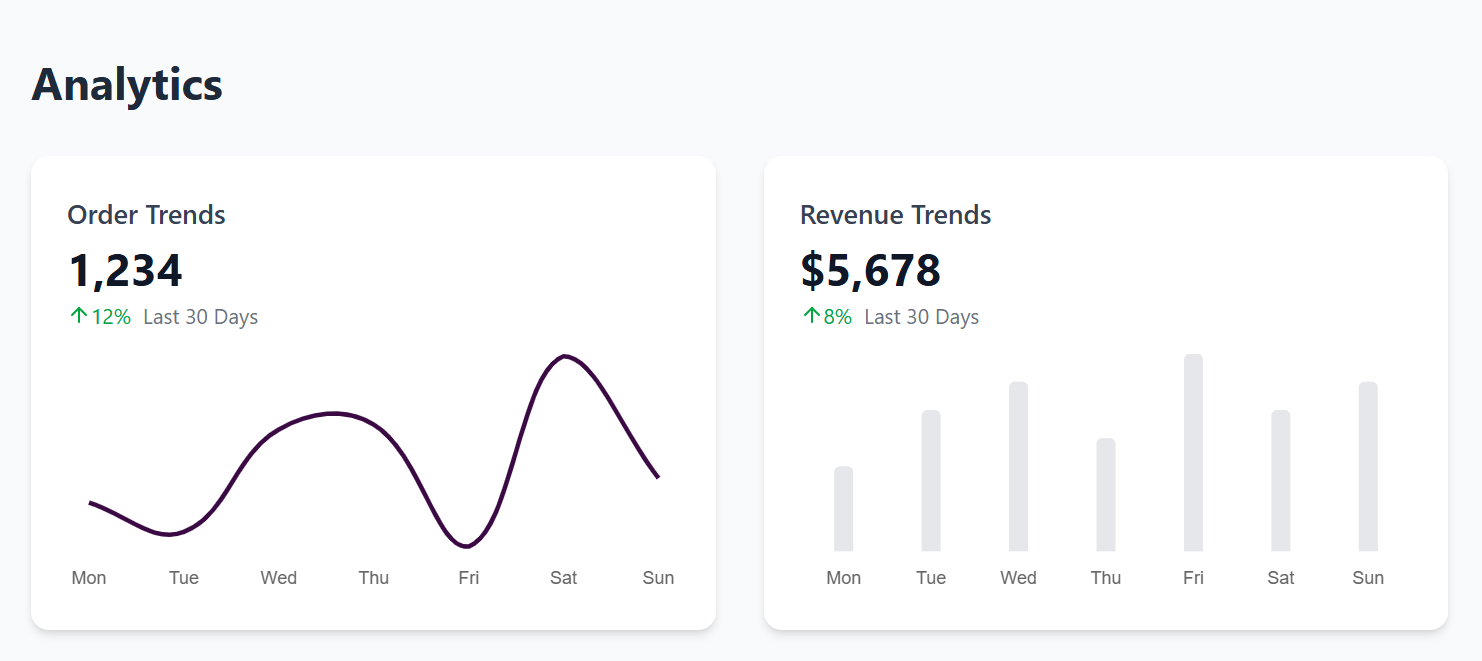 Analytics
Order Trends
1,234
↑12% Last 30 Days
Mon Tue Wed Thu Fri Sat Sun
Revenue Trends
$5,678
↑8% Last 30 Days
Mon Tue Wed Thu Fri Sat Sun